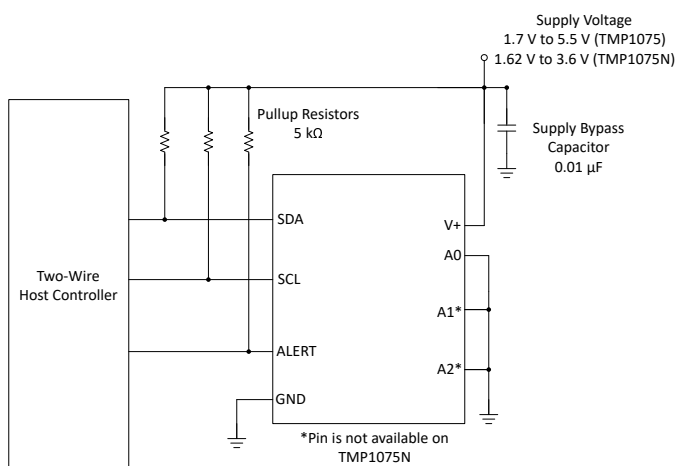 Supply Voltage
1.7 V to 5.5 V (TMP1075)
1.62 V to 3.6 V (TMP1075N)
Pullup Resistors
5 kΩ
Supply Bypass
Capacitor
0.01 µF
Two-Wire
Host Controller
SDA
SCL
ALERT
GND
V+
A0
A1*
A2*
*Pin is not available on
TMP1075N